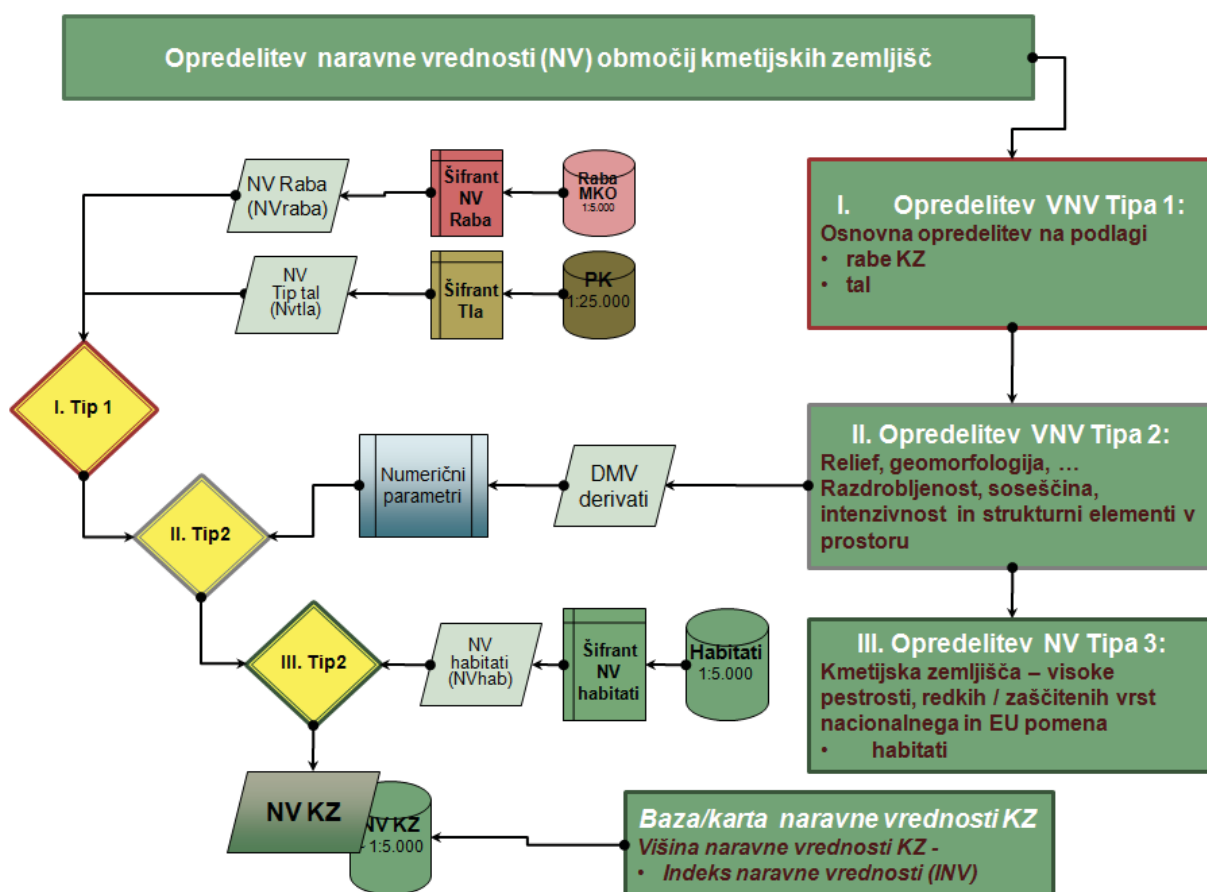 Opredelitev naravne vrednosti (NV) območij kmetijskih zemljišč
NV Raba
(NVraba)
Šifrant
NV
Raba
Raba
MKO
1:5.000
NV
Tip tal
(Nvtla)
Šifrant
Tla
PK
1:25.000
I. Opredelitev VNV Tipa 1:
Osnovna opredelitev na podlagi
• rabe KZ
• tal
I. Tip 1
II. Tip2
Numerični
parametri
DMV
derivati
II. Opredelitev VNV Tipa 2:
Relief, geomorfologija, ...
Razdrobljenost, soseščina,
intenzivnost in strukturni elementi v
prostoru
III. Tip2
NV
habitati
(NVhab)
Šifrant
NV
habitati
Habitati
1:5.000
III. Opredelitev NV Tipa 3:
Kmetijska zemljišča – visoke
pestrosti, redkih / zaščitenih vrst
nacionalnega in EU pomena
• habitati
NV KZ
NV KZ
- 1:5.000
Baza/karta naravne vrednosti KZ
Višina naravne vrednosti KZ -
• Indeks naravne vrednosti (INV)